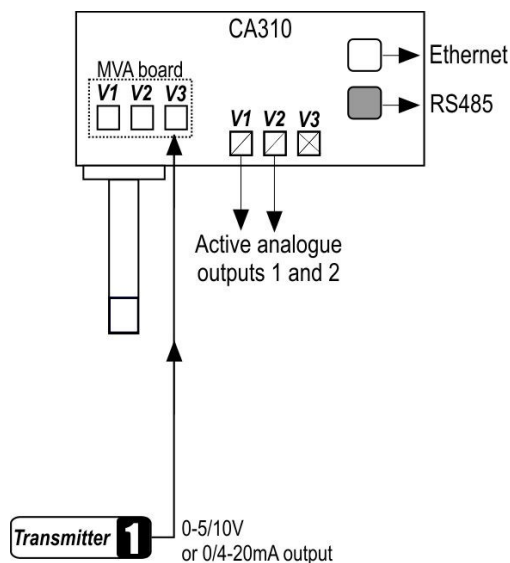 CA310
MVA board
V1 V2 V3
Ethernet
RS485
V1 V2 V3
Active analogue
outputs 1 and 2
Transmitter 1
0-5/10V
or 0/4-20mA output